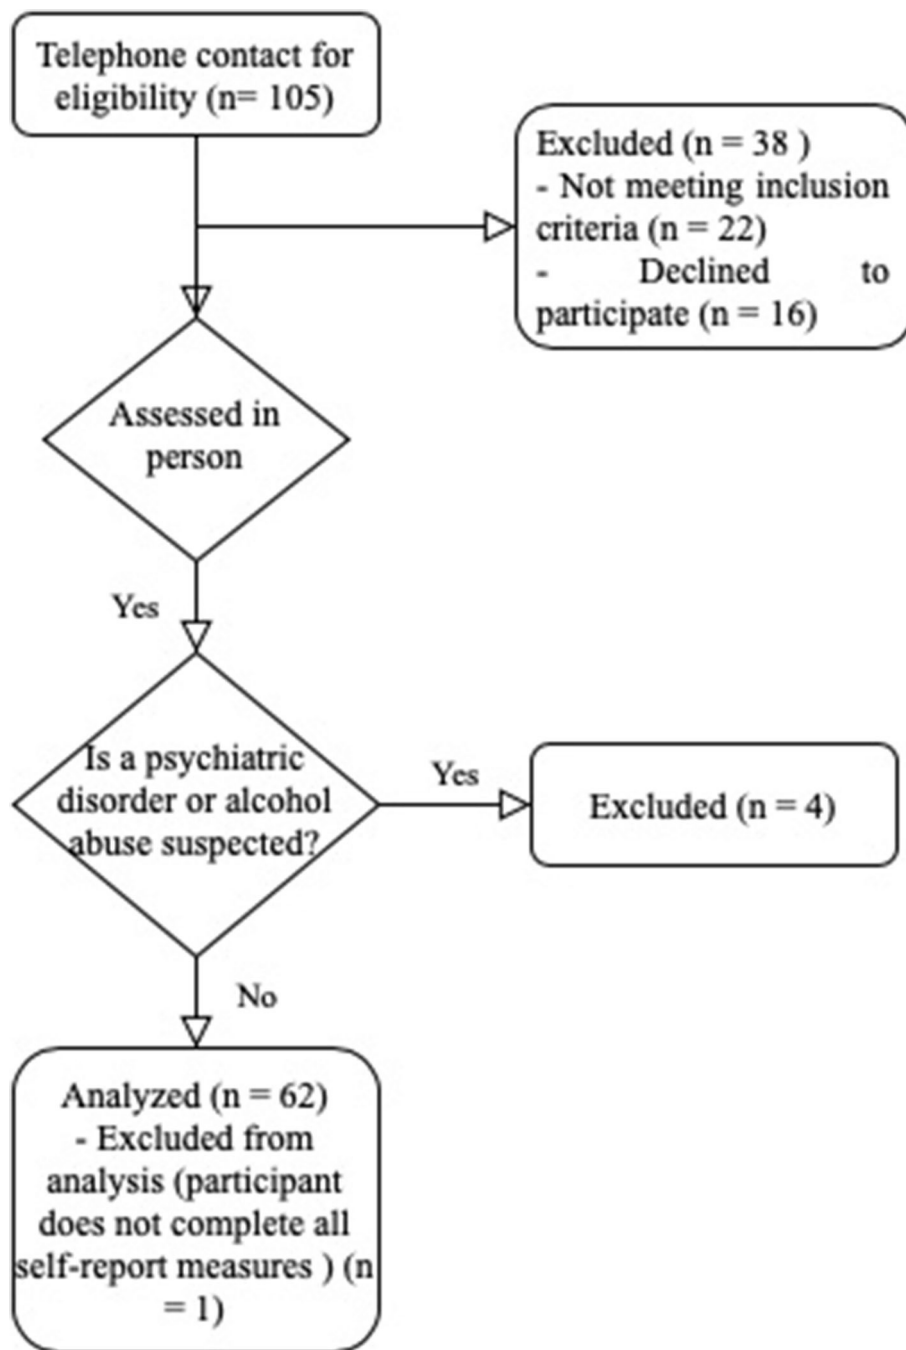 Telephone contact for
eligibility (n= 105)
Excluded (n = 38 )
- Not meeting inclusion
criteria (n = 22)
- Declined to
participate (n = 16)
Assessed in
person
Yes
Is a psychiatric
disorder or alcohol
abuse suspected?
Yes
Excluded (n = 4)
No
Analyzed (n = 62)
- Excluded from
analysis (participant
does not complete all
self-report measures ) (n
= 1)